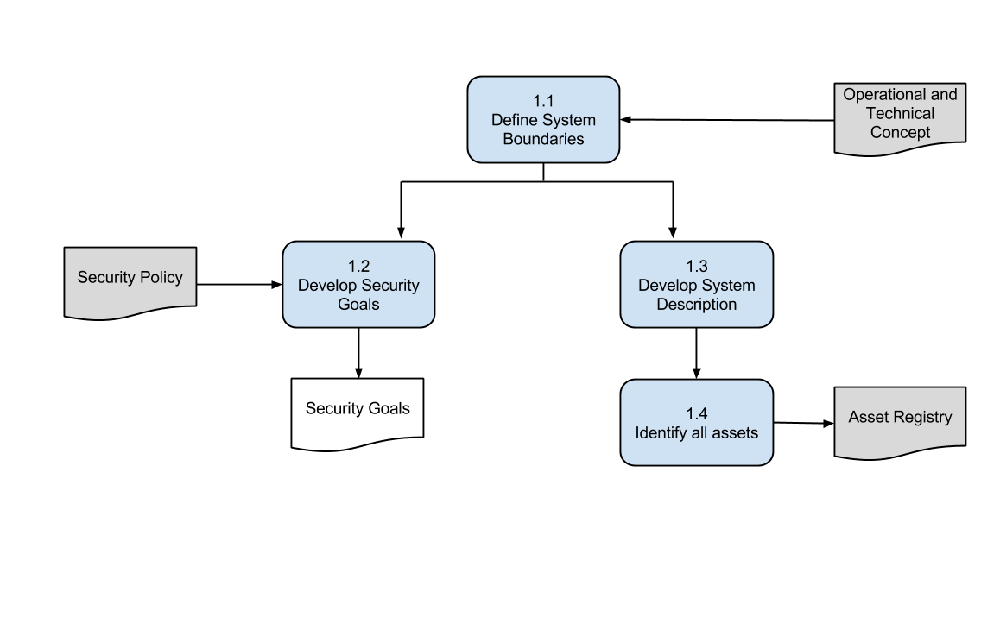 1.1
Define System
Boundaries
Operational and
Technical
Concept
Security Policy
1.2
Develop Security
Goals
1.3
Develop System
Description
Security Goals
1.4
Identify all assets
Asset Registry